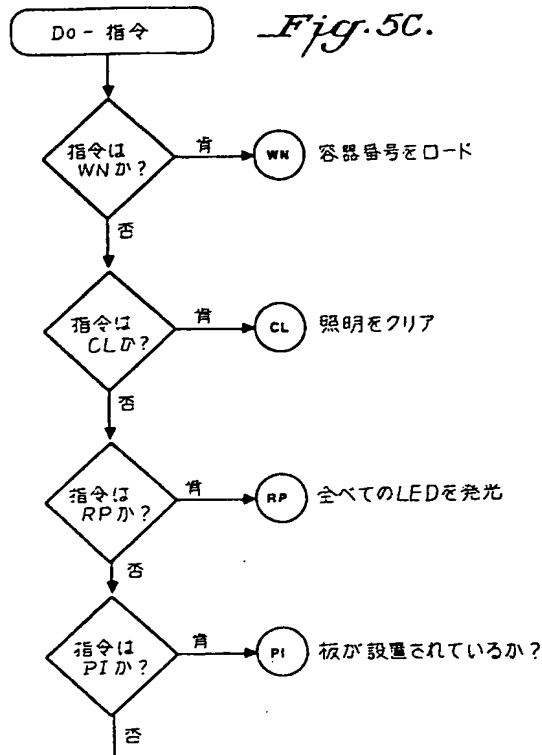 Do - 指令
Fig. 5C.
指令は
WNか?
肯
WN
容器番号をロード
否
指令は
CLか?
肯
CL
照明をクリア
否
指令は
RPか?
肯
RP
全べてのLEDを発光
否
指令は
PIか?
肯
PI
板が設置されているか?
否